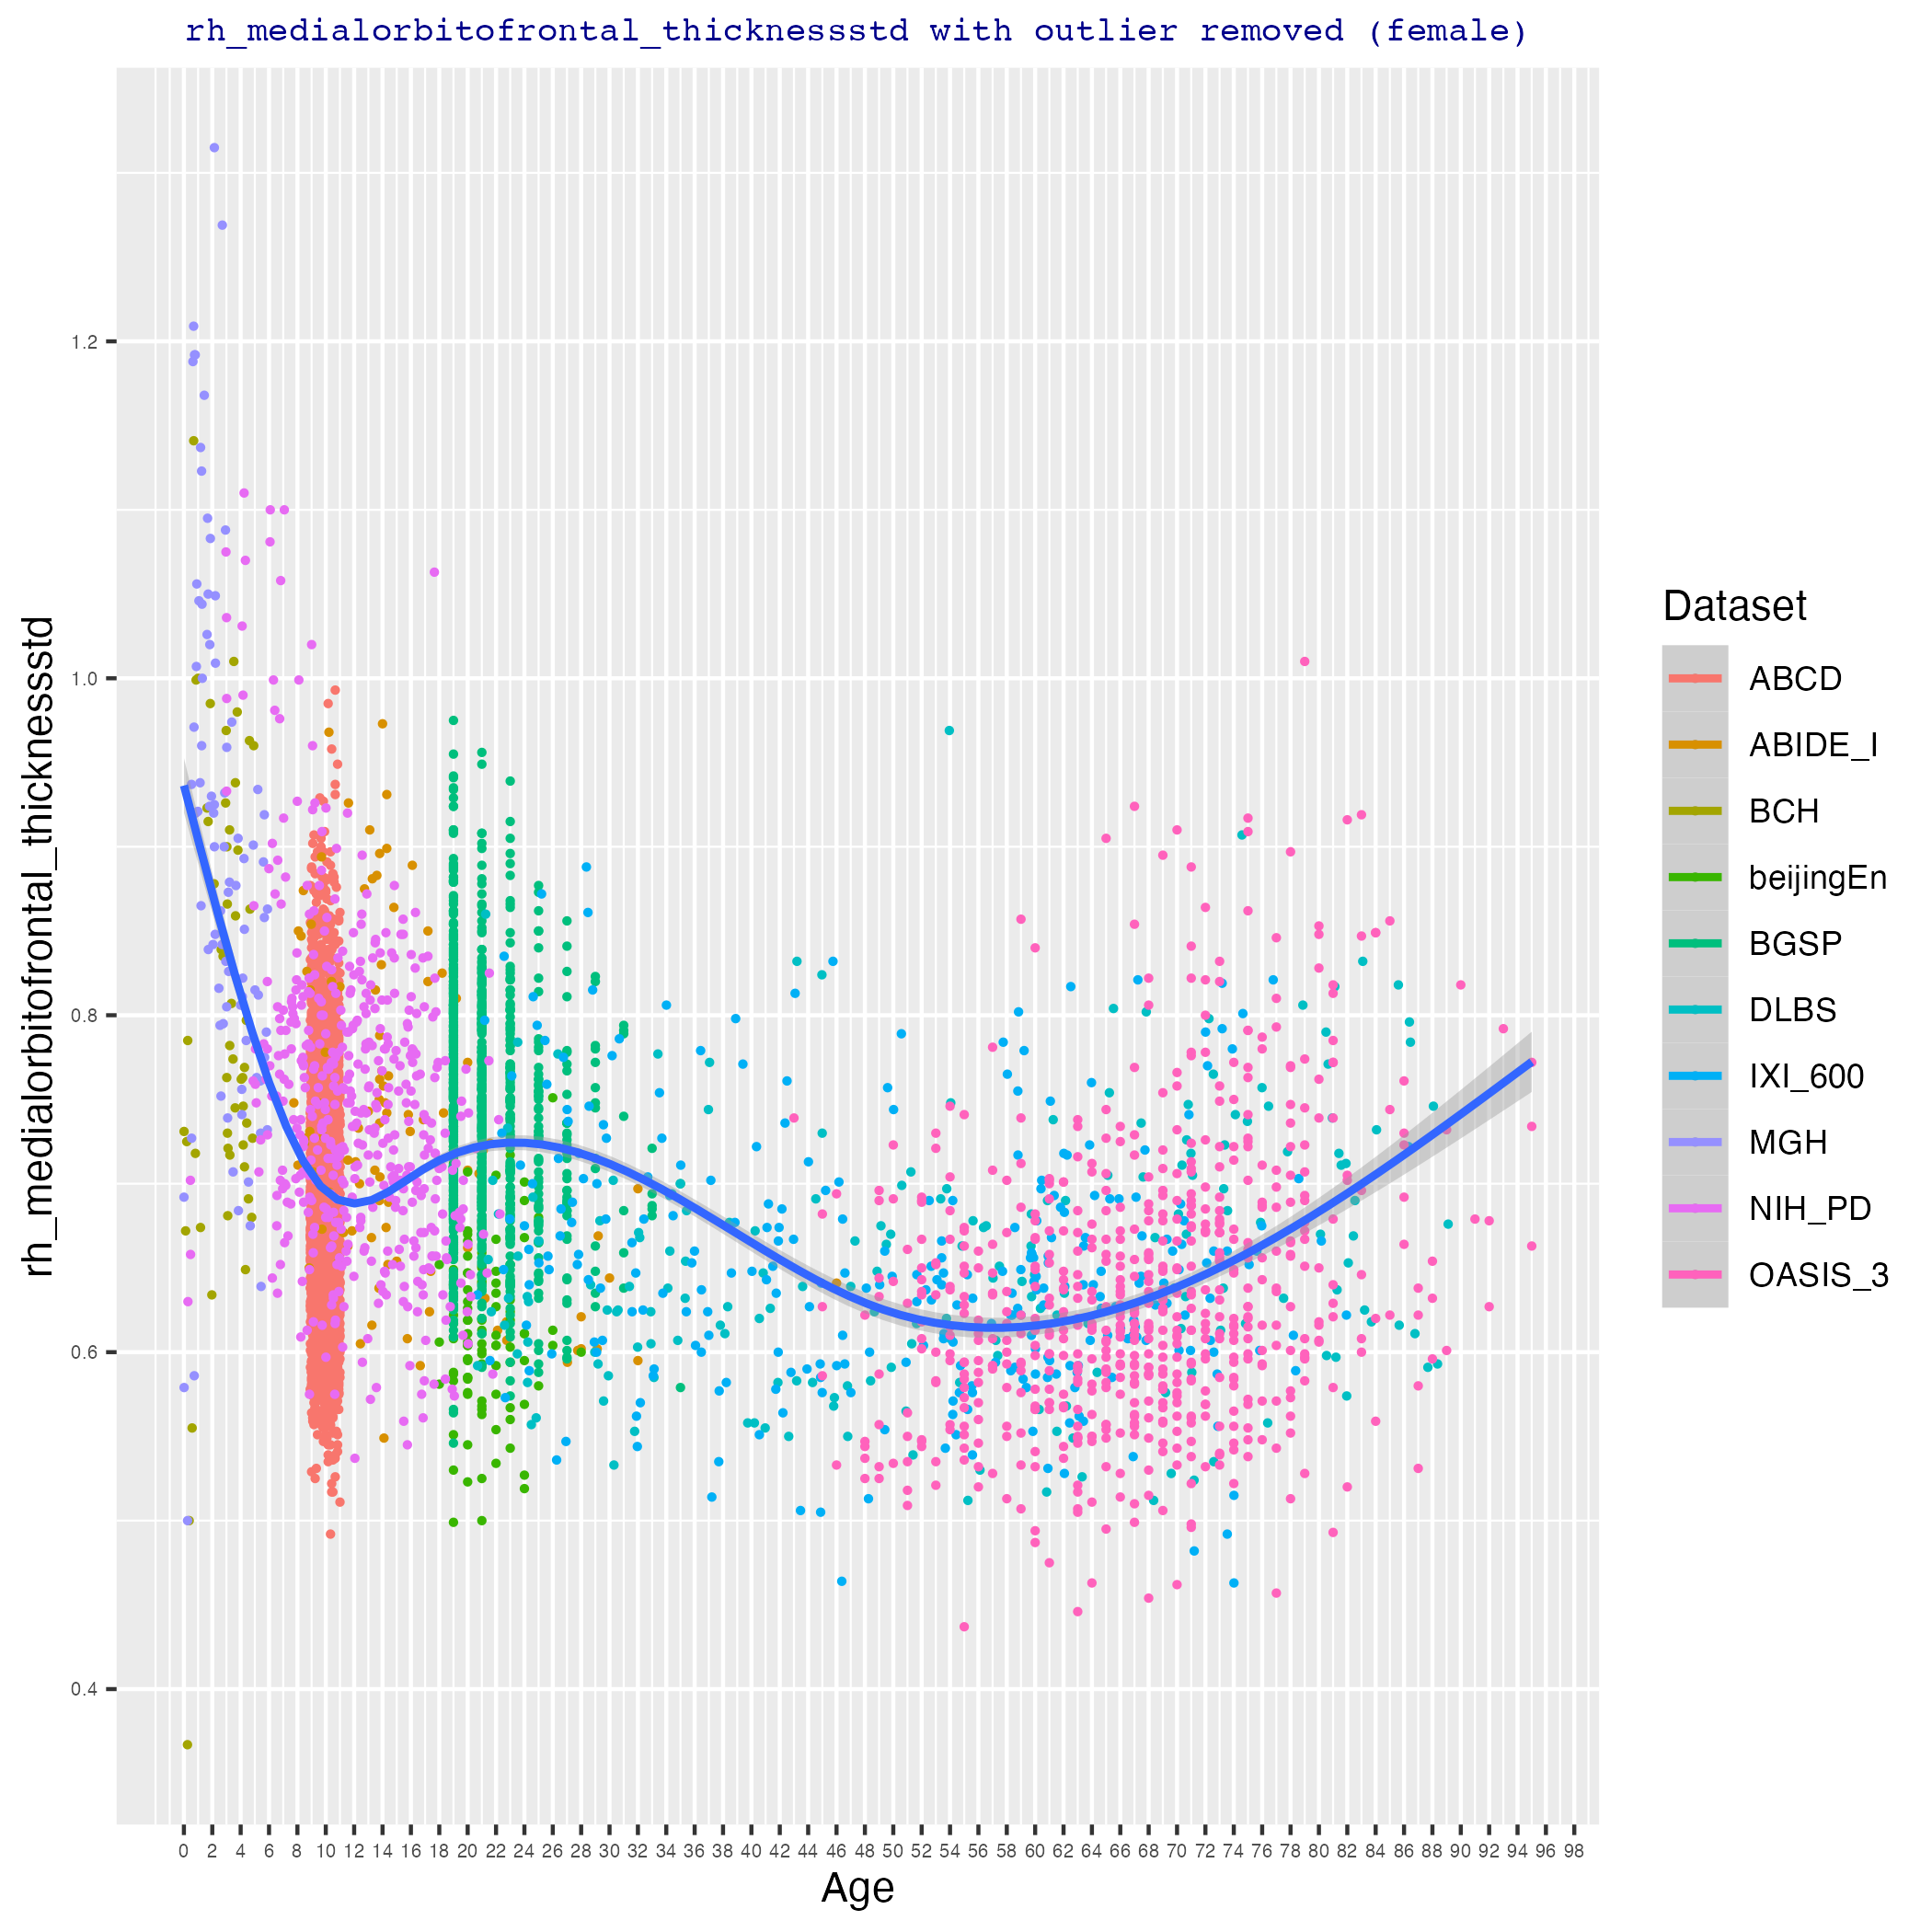 rh_medialorbitofrontal_thicknessstd with outlier removed (female)
rh_medialorbitofrontal_thicknessstd
1.2
1.0
0.8
0.6
0.4
0 2 4 6 8 10 12 14 16 18 20 22 24 26 28 30 32 34 36 38 40 42 44 46 48 50 52 54 56 58 60 62 64 66 68 70 72 74 76 78 80 82 84 86 88 90 92 94 96 98
Age
Dataset
ABCD
ABIDE_I
BCH
beijingEn
BGSP
DLBS
IXI_600
MGH
NIH_PD
OASIS_3